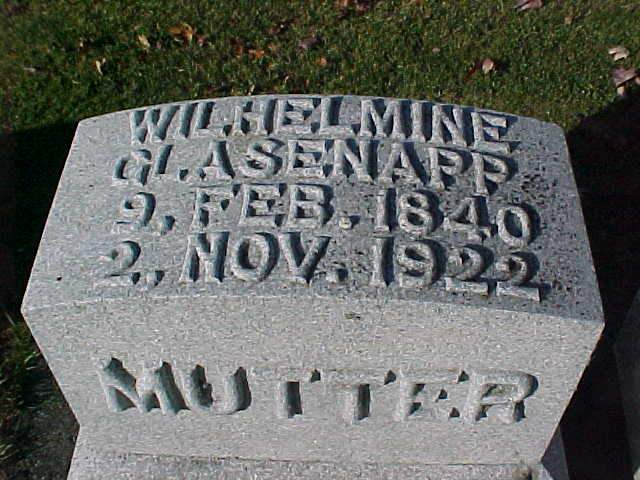 WILHELMINE
GLASENAPP
9. FEB. 1840
2. NOV. 1922
MUTTER